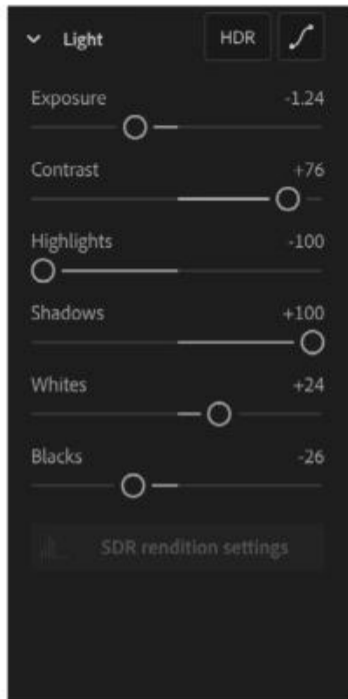 Light HDR
Exposure -1.24
Contrast +76
Highlights -100
Shadows +100
Whites +24
Blacks -26
SDR rendition settings